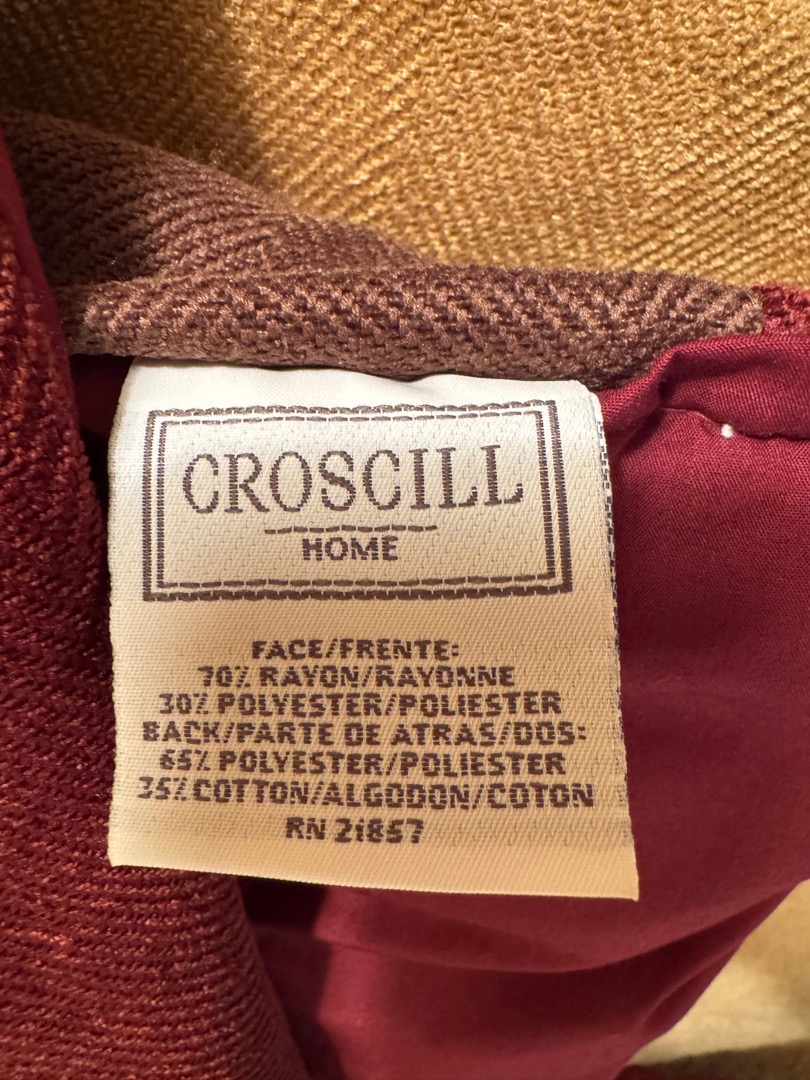 CROSCILL
HOME
FACE/FRENTE:
70% RAYON/RAYONNE
30% POLYESTER/POLIESTER
BACK/PARTE DE ATRAS/DOS:
65% POLYESTER/POLIESTER
35% COTTON/ALGODON/COTON
RN 21857